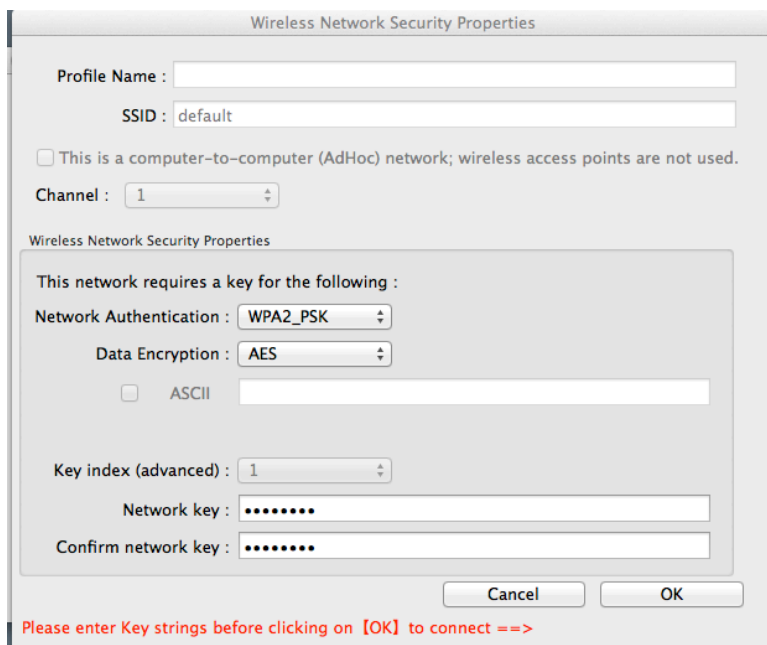 Wireless Network Security Properties
Profile Name :
SSID : default
This is a computer-to-computer (AdHoc) network; wireless access points are not used.
Channel : 1
Wireless Network Security Properties
This network requires a key for the following :
Network Authentication : WPA2_PSK
Data Encryption : AES
ASCII
Key index (advanced) : 1
Network key : ••••••••
Confirm network key : ••••••••
Cancel OK
Please enter Key strings before clicking on【OK】to connect ==>